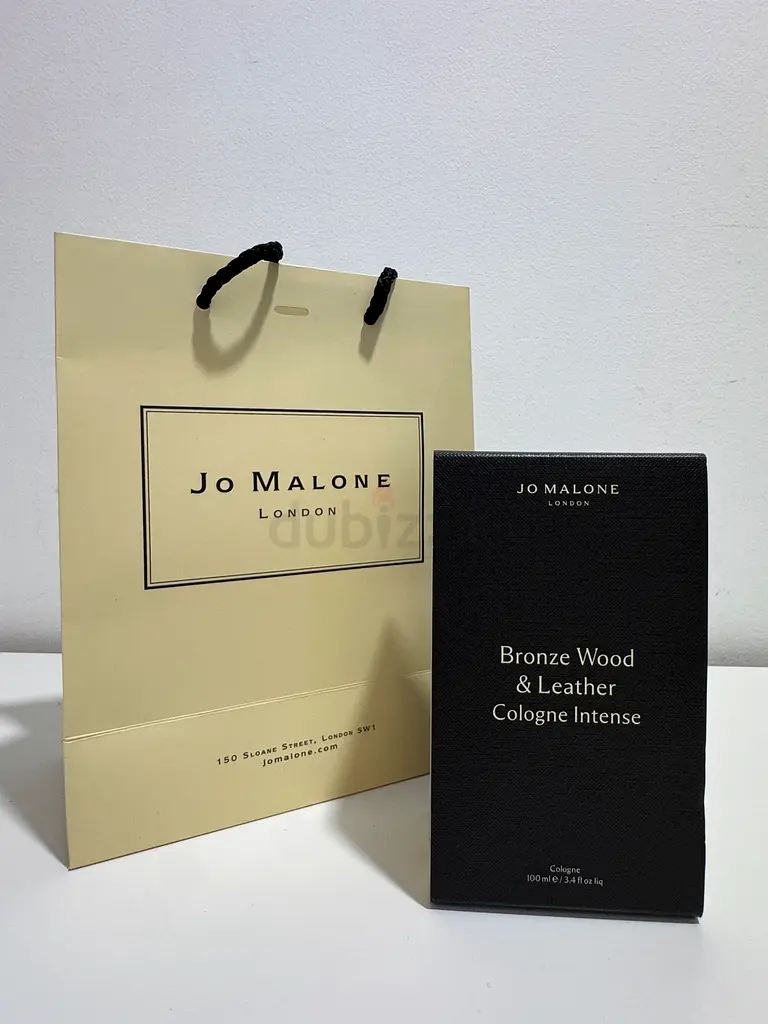 Jo Malone
London
150 Sloane Street, London SW1
Jomalone.com
JO MALONE
LONDON
Bronze Wood
& Leather
Cologne Intense
Cologne
100 ml ℮ / 3.4 fl oz liq
dubizzle